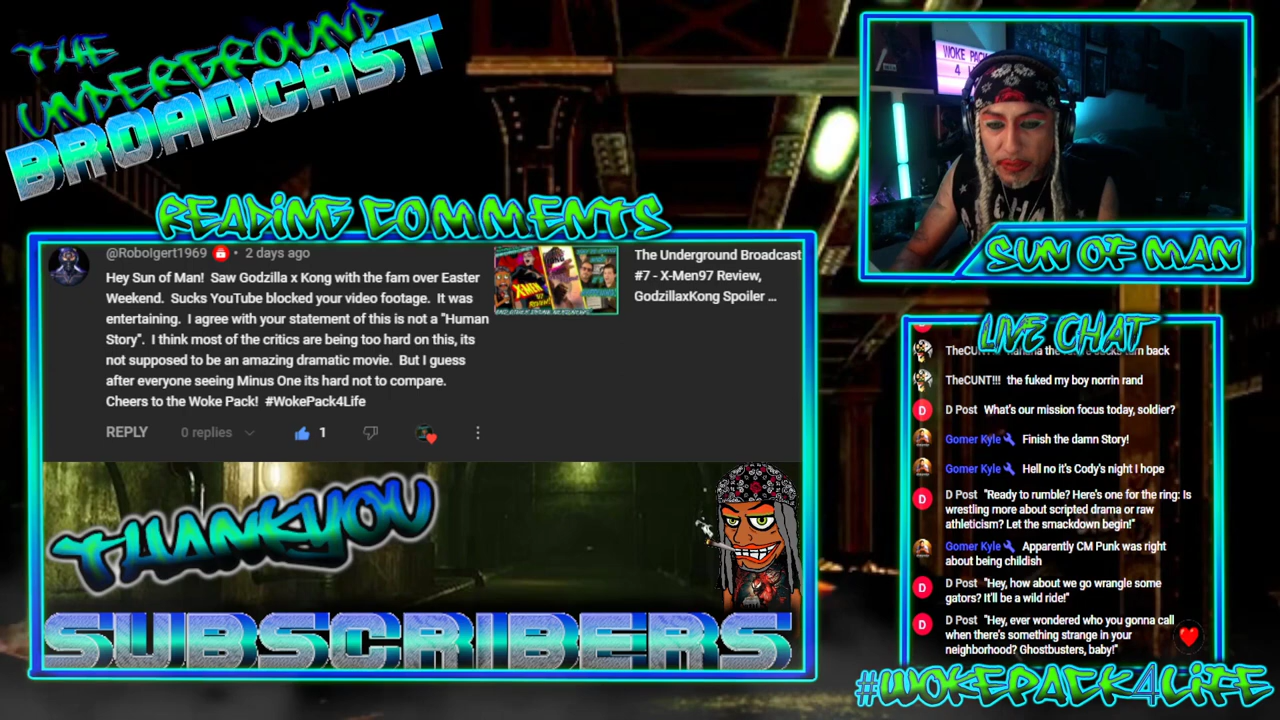 THE
UNDERGROUND
BROADCAST
WOKE PACK
4 L
SUN OF MAN
READING COMMENTS
@RoboIgert1969 • 2 days ago
Hey Sun of Man! Saw Godzilla x Kong with the fam over Easter
Weekend. Sucks YouTube blocked your video footage. It was
entertaining. I agree with your statement of this is not a "Human
Story". I think most of the critics are being too hard on this, its
not supposed to be an amazing dramatic movie. But I guess
after everyone seeing Minus One its hard not to compare.
Cheers to the Woke Pack! #WokePack4Life
REPLY 0 replies 1
The Underground Broadcast
#7 - X-Men97 Review,
GodzillaxKong Spoiler ...
THANKYOU
SUBSCRIBERS
LIVE CHAT
turn back
TheCUNT!!! the fuked my boy norrin rand
D Post What's our mission focus today, soldier?
Gomer Kyle Finish the damn Story!
Gomer Kyle Hell no it's Cody's night I hope
D Post "Ready to rumble? Here's one for the ring: Is
wrestling more about scripted drama or raw
athleticism? Let the smackdown begin!"
Gomer Kyle Apparently CM Punk was right
about being childish
D Post "Hey, how about we go wrangle some
gators? It'll be a wild ride!"
D Post "Hey, ever wondered who you gonna call
when there's something strange in your
neighborhood? Ghostbusters, baby!"
#WOKEPACK4LIFE